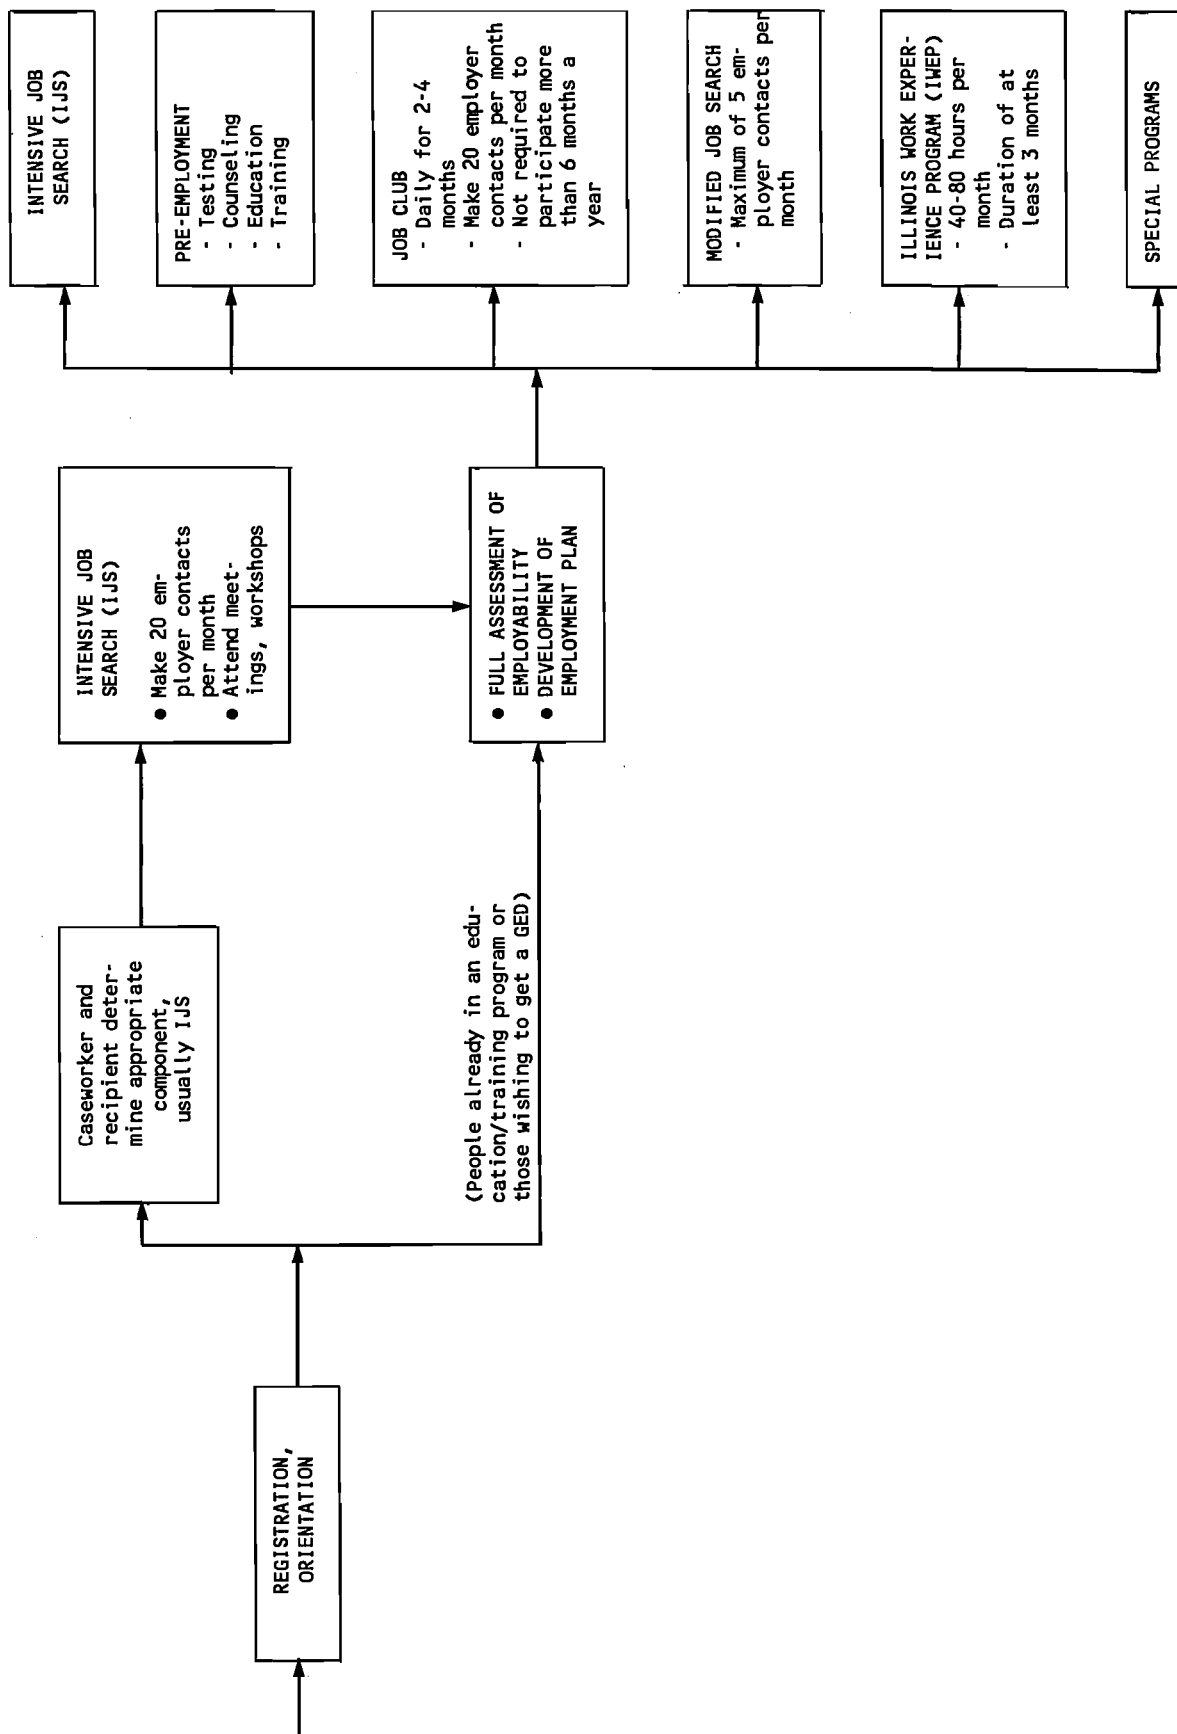 REGISTRATION,
ORIENTATION
Caseworker and
recipient deter-
mine appropriate
component,
usually IJS
(People already in an edu-
cation/training program or
those wishing to get a GED)
INTENSIVE JOB
SEARCH (IJS)
● Make 20 em-
ployer contacts
per month
● Attend meet-
ings, workshops
● FULL ASSESSMENT OF
EMPLOYABILITY
● DEVELOPMENT OF
EMPLOYMENT PLAN
INTENSIVE JOB
SEARCH (IJS)
PRE-EMPLOYMENT
- Testing
- Counseling
- Education
- Training
JOB CLUB
- Daily for 2-4
months
- Make 20 employer
contacts per month
- Not required to
participate more
than 6 months a
year
MODIFIED JOB SEARCH
- Maximum of 5 em-
ployer contacts per
month
ILLINOIS WORK EXPER-
IENCE PROGRAM (IWEP)
- 40-80 hours per
month
- Duration of at
least 3 months
SPECIAL PROGRAMS